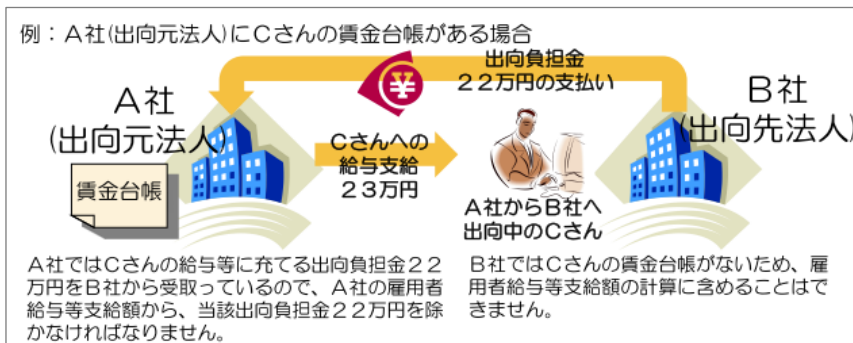 例：A社(出向元法人)にCさんの賃金台帳がある場合
出向負担金
２２万円の支払い
A社
(出向元法人)
B社
(出向先法人)
賃金台帳
Cさんへの
給与支給
２３万円
A社からB社へ
出向中のCさん
A社ではCさんの給与等に充てる出向負担金２２
万円をB社から受取っているので、A社の雇用者
給与等支給額から、当該出向負担金２２万円を除
かなければなりません。
B社ではCさんの賃金台帳がないため、雇
用者給与等支給額の計算に含めることはで
きません。